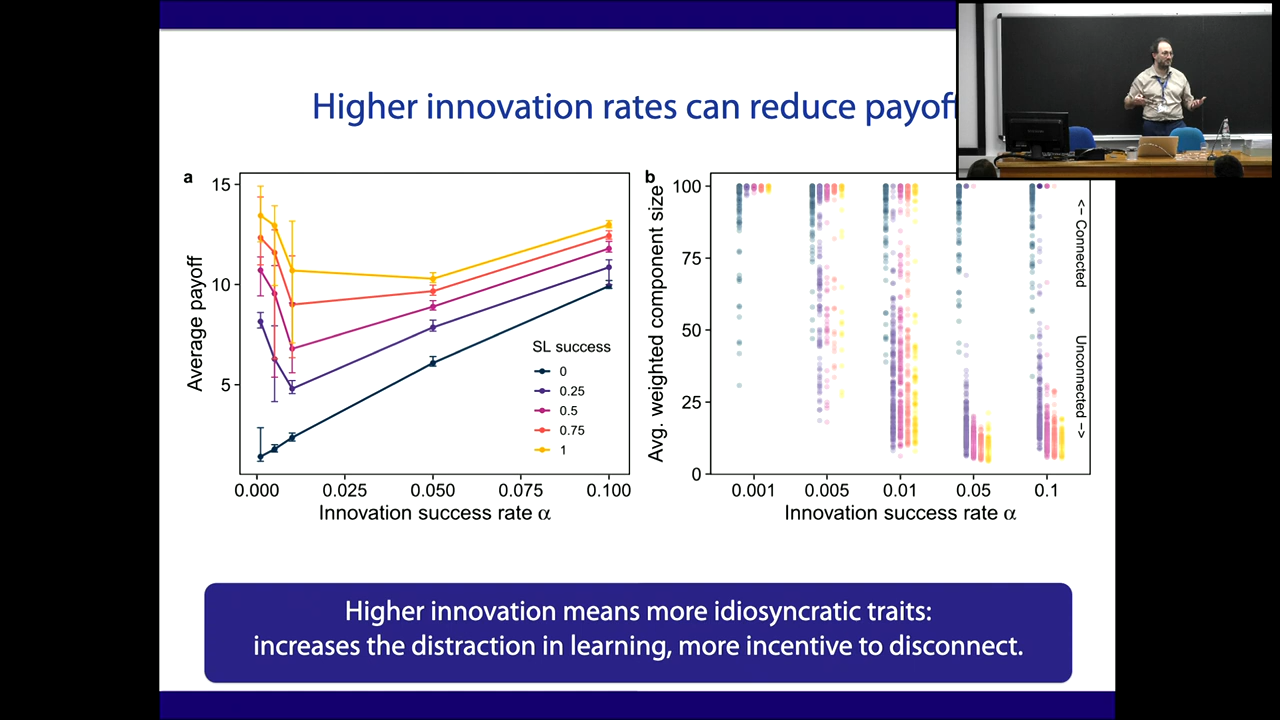 Higher innovation rates can reduce payoff
a
15
10
5
Average payoff
SL success
0
0.25
0.5
0.75
1
0.000
0.025
0.050
0.075
0.100
Innovation success rate α
b
100
75
50
25
0
Avg. weighted component size
<– Connected
Unconnected –>
0.001
0.005
0.01
0.05
0.1
Innovation success rate α
Higher innovation means more idiosyncratic traits:
increases the distraction in learning, more incentive to disconnect.